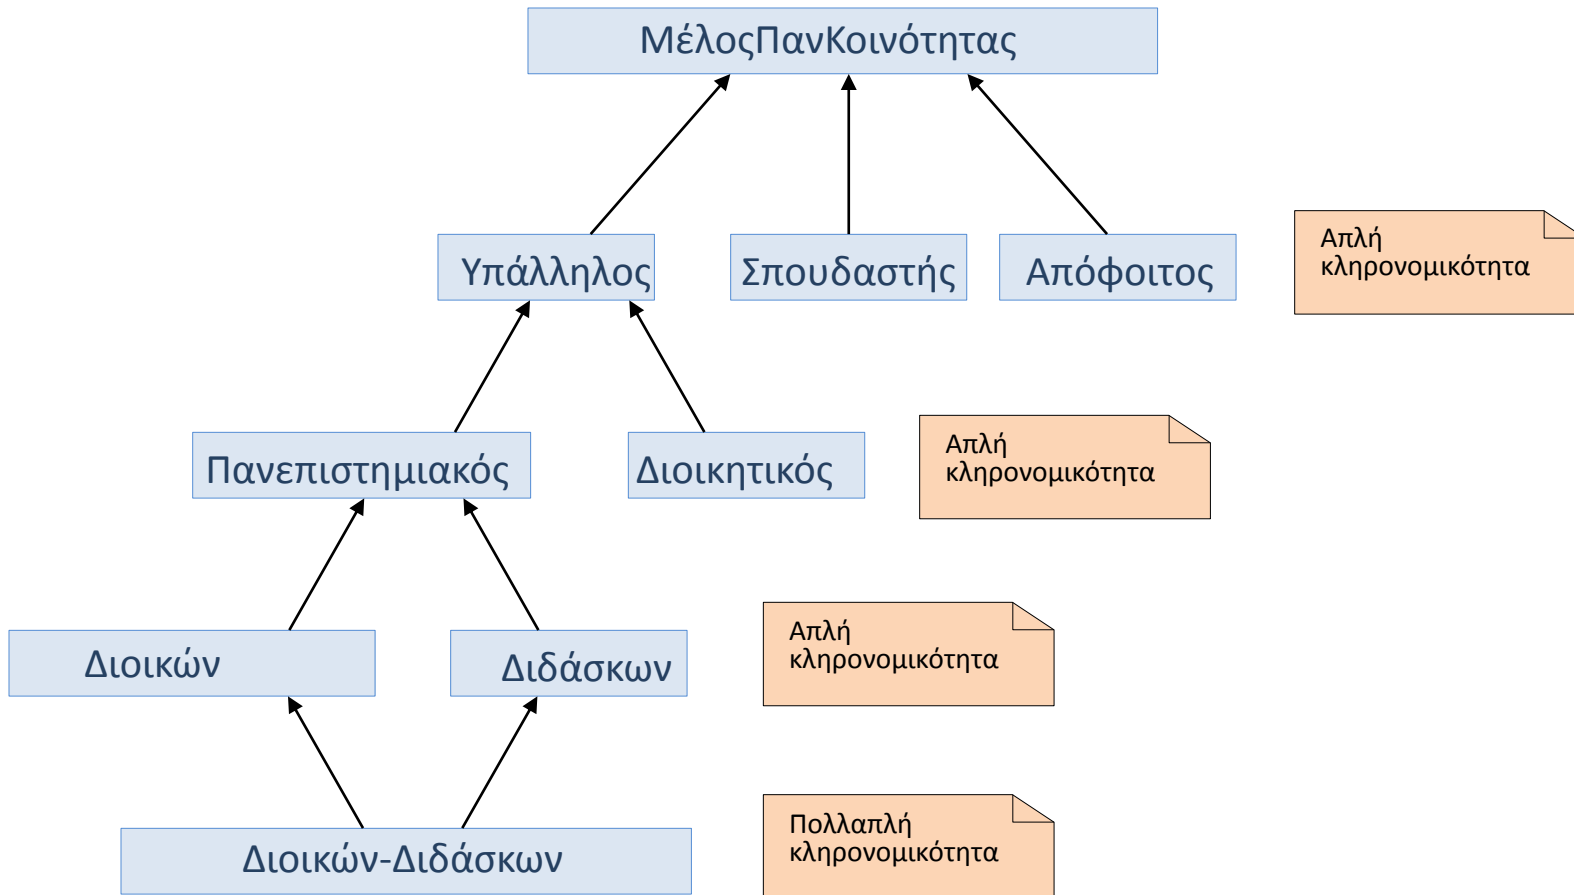 ΜέλοςΠανΚοινότητας
Υπάλληλος
Σπουδαστής
Απόφοιτος
Απλή
κληρονομικότητα
Πανεπιστημιακός
Διοικητικός
Απλή
κληρονομικότητα
Διοικών
Διδάσκων
Απλή
κληρονομικότητα
Διοικών-Διδάσκων
Πολλαπλή
κληρονομικότητα